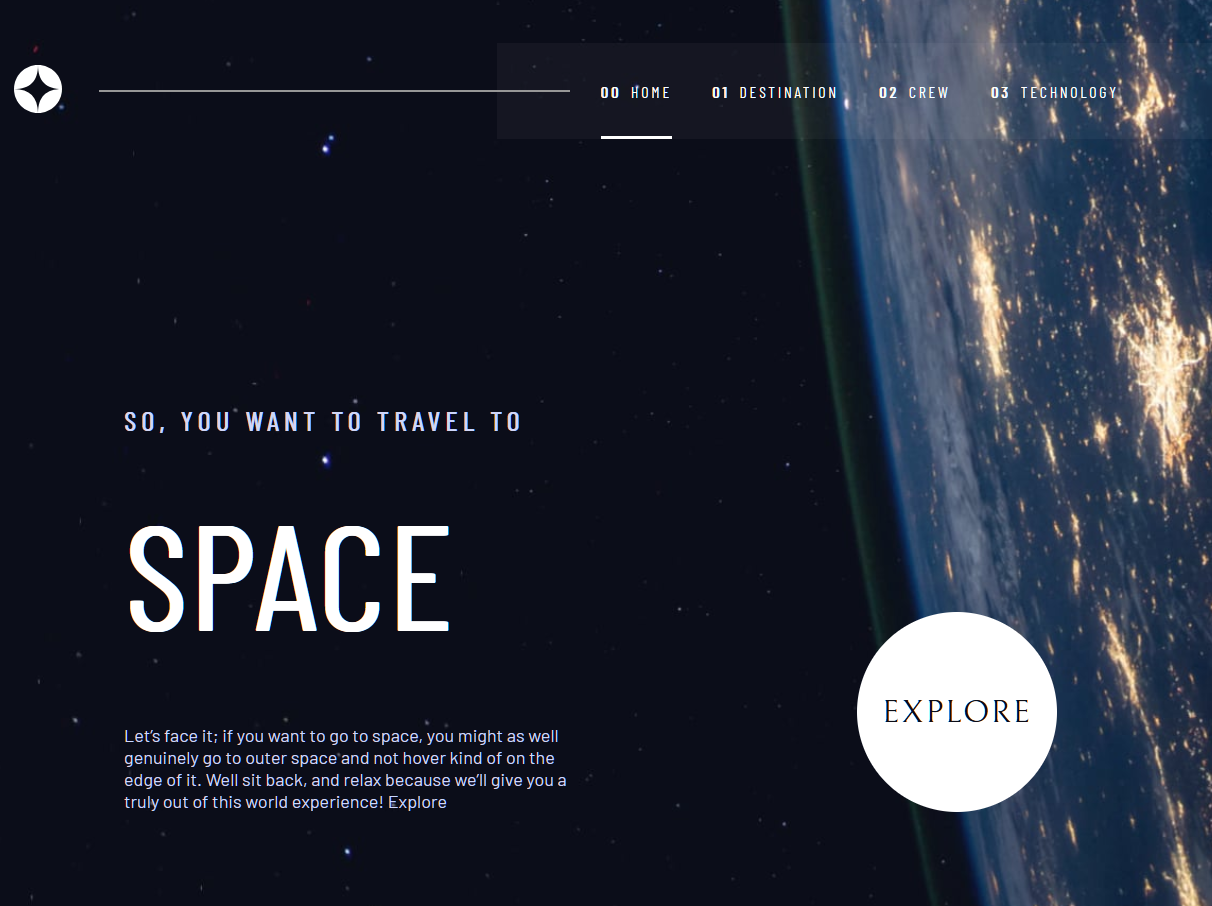 00 HOME 01 DESTINATION 02 CREW 03 TECHNOLOGY
SO, YOU WANT TO TRAVEL TO
SPACE
Let’s face it; if you want to go to space, you might as well
genuinely go to outer space and not hover kind of on the
edge of it. Well sit back, and relax because we’ll give you a
truly out of this world experience! Explore
EXPLORE